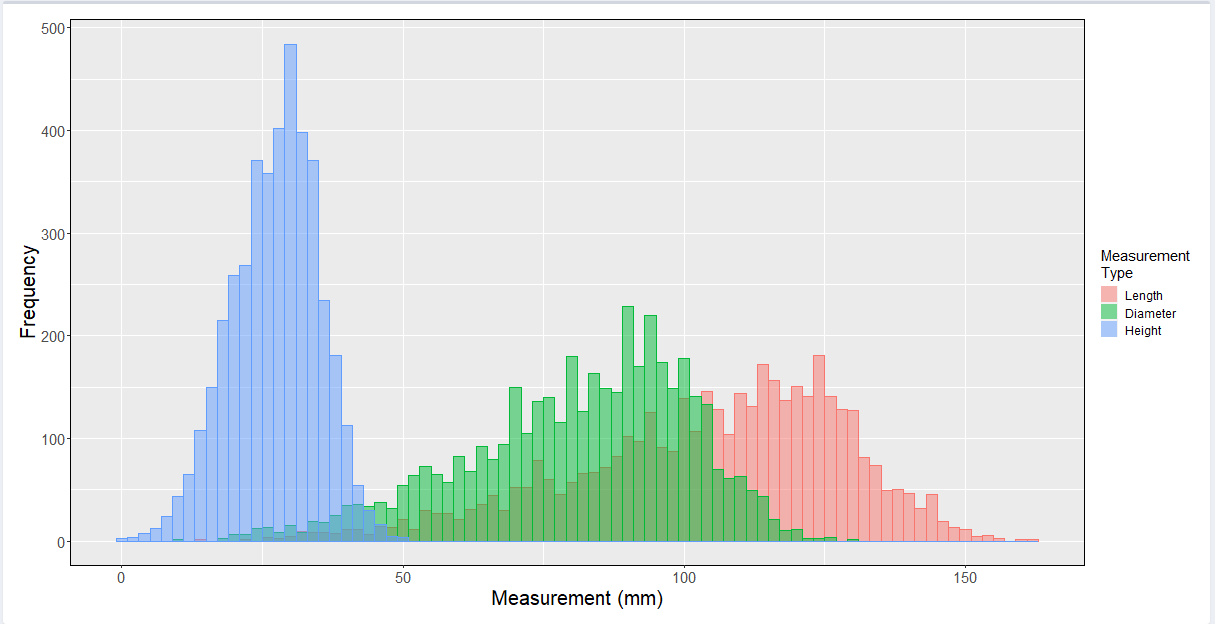 500
400
300
200
100
0
Frequency
0 50 100 150
Measurement (mm)
Measurement
Type
Length
Diameter
Height